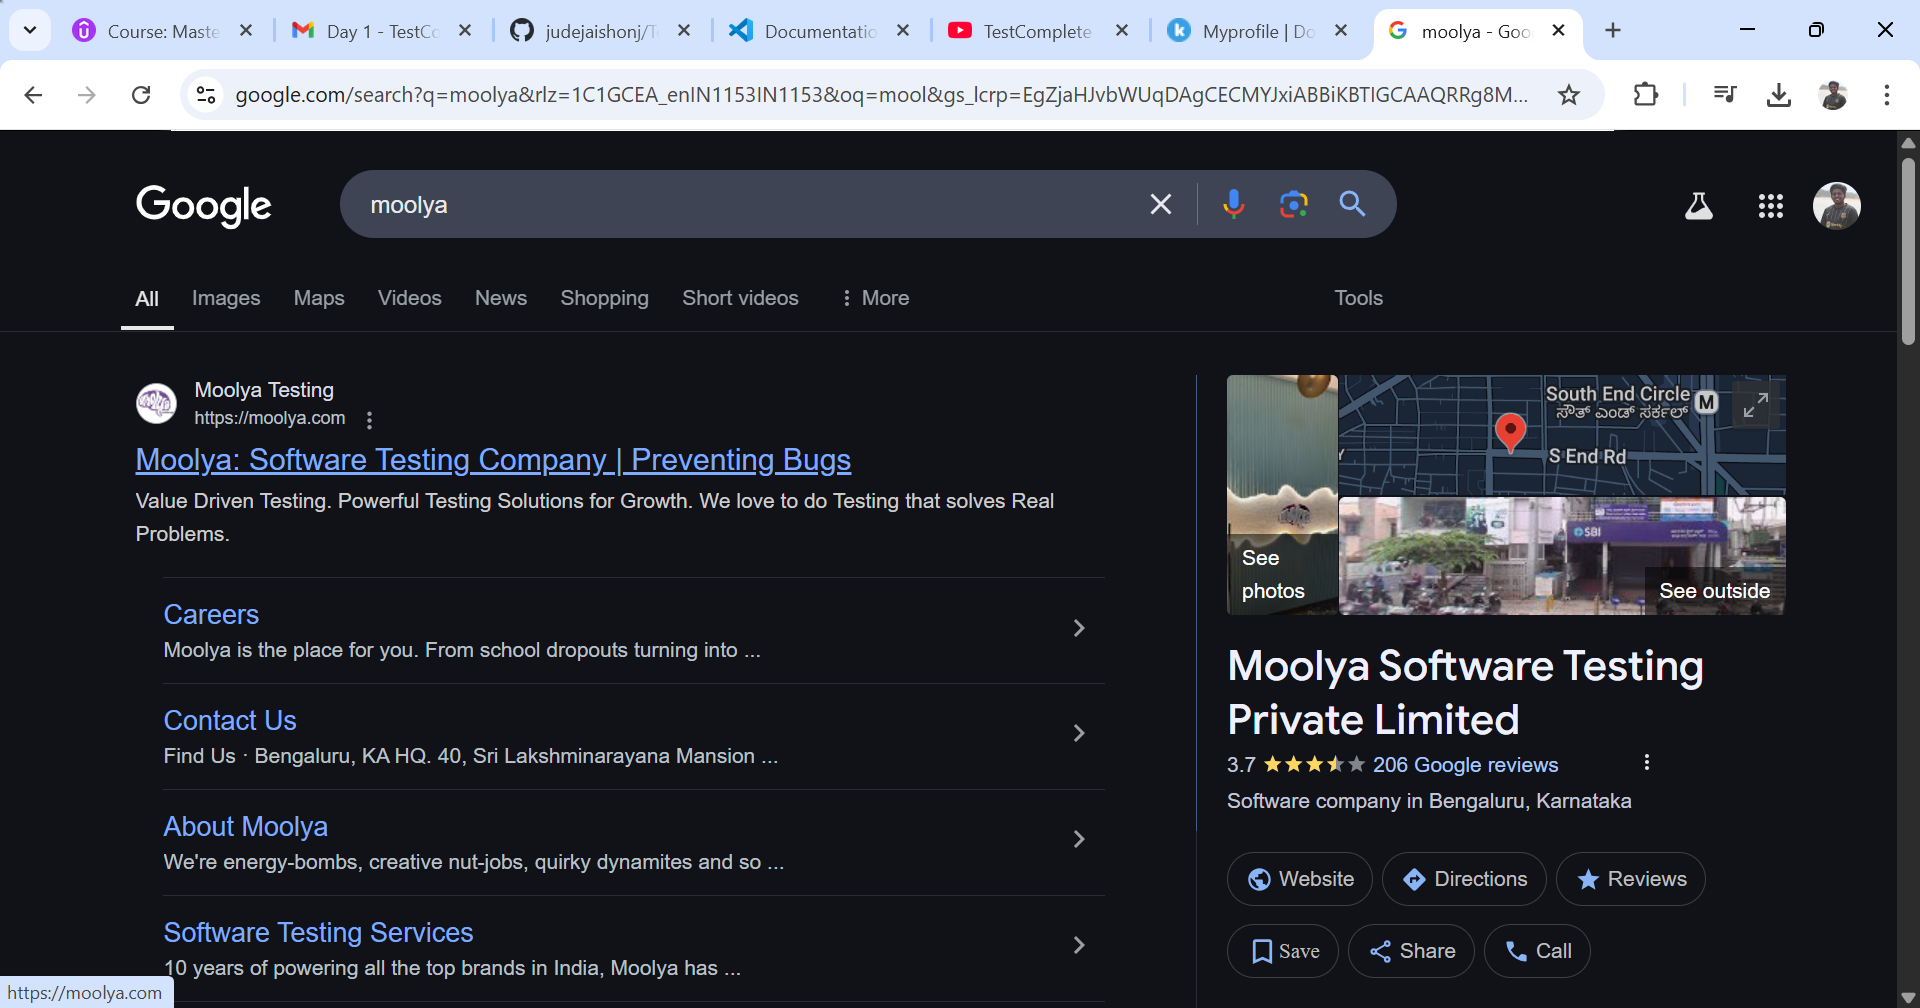 Course: Maste
Day 1 - TestCo
judejaishonj/T
Documentatio
TestComplete
Myprofile | Do
moolya - Goo
google.com/search?q=moolya&rlz=1C1GCEA_enIN1153IN1153&oq=mool&gs_lcrp=EgZjaHJvbWUqDAgCECMYJxiABBiKBTIGCAAQRRg8M...
Google
moolya
All
Images
Maps
Videos
News
Shopping
Short videos
More
Tools
Moolya Testing
https://moolya.com
Moolya: Software Testing Company | Preventing Bugs
Value Driven Testing. Powerful Testing Solutions for Growth. We love to do Testing that solves Real
Problems.
Careers
Moolya is the place for you. From school dropouts turning into ...
Contact Us
Find Us · Bengaluru, KA HQ. 40, Sri Lakshminarayana Mansion ...
About Moolya
We're energy-bombs, creative nut-jobs, quirky dynamites and so ...
Software Testing Services
10 years of powering all the top brands in India, Moolya has ...
https://moolya.com
South End Circle
ಸೌತ್ ಎಂಡ್ ಸರ್ಕಲ್
M
S End Rd
SBI
See
photos
See outside
Moolya Software Testing
Private Limited
3.7
206 Google reviews
Software company in Bengaluru, Karnataka
Website
Directions
Reviews
Save
Share
Call